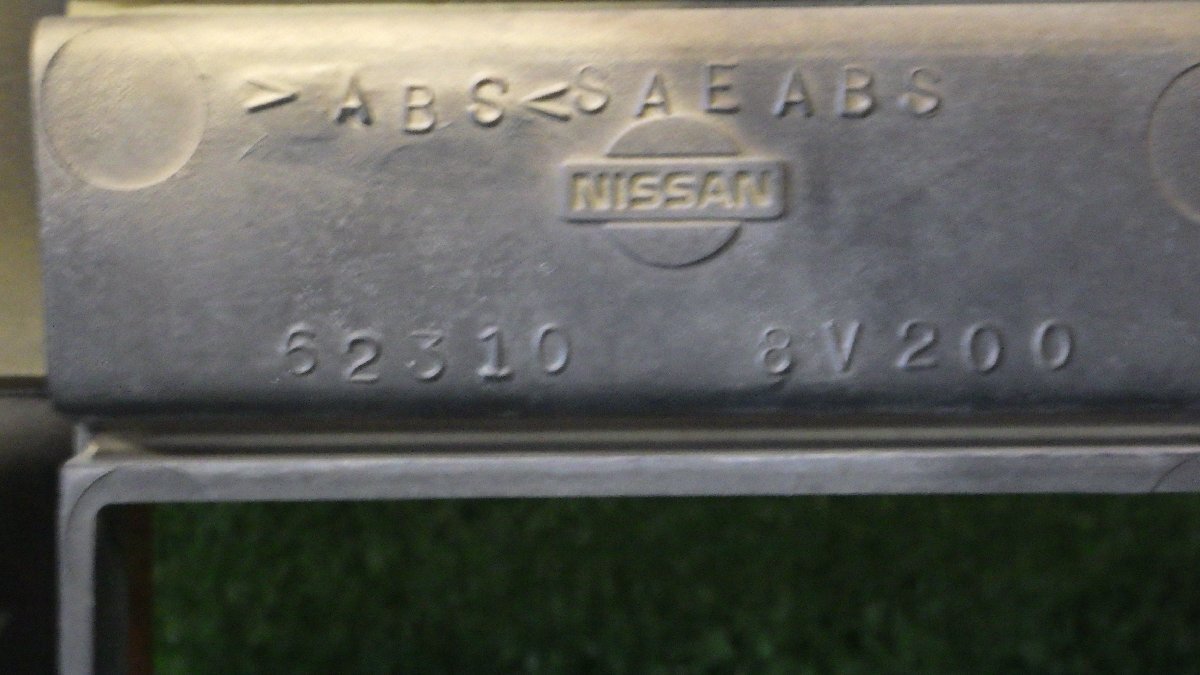 >ABS< SAEABS
NISSAN
62310 8V200